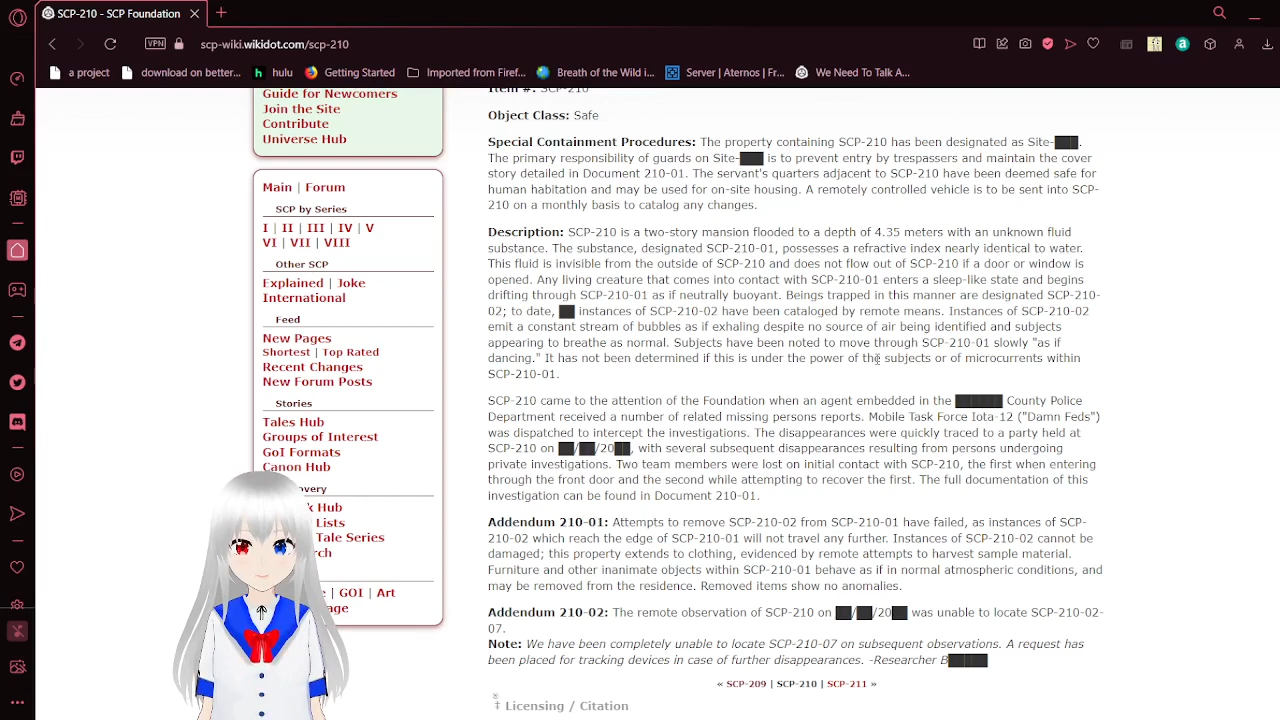 SCP-210 - SCP Foundation
VPN scp-wiki.wikidot.com/scp-210
a project download on better... hulu Getting Started Imported from Firef... Breath of the Wild i... Server | Aternos | Fr... We Need To Talk A...
Guide for Newcomers
Join the Site
Contribute
Universe Hub
Main | Forum
SCP by Series
I | II | III | IV | V
VI | VII | VIII
Other SCP
Explained | Joke
International
Feed
New Pages
Shortest | Top Rated
Recent Changes
New Forum Posts
Stories
Tales Hub
Groups of Interest
GoI Formats
Canon Hub
overy
k Hub
Lists
Tale Series
rch
| GOI | Art
age
Item #: SCP-210
Object Class: Safe
Special Containment Procedures: The property containing SCP-210 has been designated as Site-███.
The primary responsibility of guards on Site-███ is to prevent entry by trespassers and maintain the cover
story detailed in Document 210-01. The servant's quarters adjacent to SCP-210 have been deemed safe for
human habitation and may be used for on-site housing. A remotely controlled vehicle is to be sent into SCP-
210 on a monthly basis to catalog any changes.
Description: SCP-210 is a two-story mansion flooded to a depth of 4.35 meters with an unknown fluid
substance. The substance, designated SCP-210-01, possesses a refractive index nearly identical to water.
This fluid is invisible from the outside of SCP-210 and does not flow out of SCP-210 if a door or window is
opened. Any living creature that comes into contact with SCP-210-01 enters a sleep-like state and begins
drifting through SCP-210-01 as if neutrally buoyant. Beings trapped in this manner are designated SCP-210-
02; to date, ██ instances of SCP-210-02 have been cataloged by remote means. Instances of SCP-210-02
emit a constant stream of bubbles as if exhaling despite no source of air being identified and subjects
appearing to breathe as normal. Subjects have been noted to move through SCP-210-01 slowly "as if
dancing." It has not been determined if this is under the power of the subjects or of microcurrents within
SCP-210-01.
SCP-210 came to the attention of the Foundation when an agent embedded in the ██████ County Police
Department received a number of related missing persons reports. Mobile Task Force Iota-12 ("Damn Feds")
was dispatched to intercept the investigations. The disappearances were quickly traced to a party held at
SCP-210 on ██/██/20██, with several subsequent disappearances resulting from persons undergoing
private investigations. Two team members were lost on initial contact with SCP-210, the first when entering
through the front door and the second while attempting to recover the first. The full documentation of this
investigation can be found in Document 210-01.
Addendum 210-01: Attempts to remove SCP-210-02 from SCP-210-01 have failed, as instances of SCP-
210-02 which reach the edge of SCP-210-01 will not travel any further. Instances of SCP-210-02 cannot be
damaged; this property extends to clothing, evidenced by remote attempts to harvest sample material.
Furniture and other inanimate objects within SCP-210-01 behave as if in normal atmospheric conditions, and
may be removed from the residence. Removed items show no anomalies.
Addendum 210-02: The remote observation of SCP-210 on ██/██/20██ was unable to locate SCP-210-02-
07.
Note: We have been completely unable to locate SCP-210-07 on subsequent observations. A request has
been placed for tracking devices in case of further disappearances. -Researcher B█████
« SCP-209 | SCP-210 | SCP-211 »
‡ Licensing / Citation